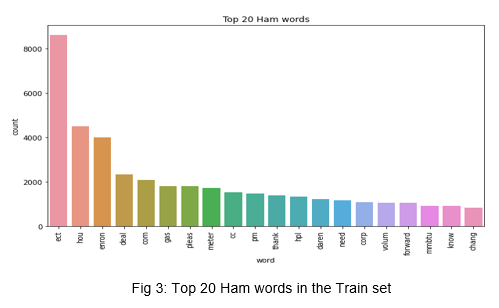 Top 20 Ham words
8000
6000
4000
2000
0
count
ect hou enron deal com gas pleas meter cc pm thank hpl daren need corp volum forward mmbtu know chang
word
Fig 3: Top 20 Ham words in the Train set